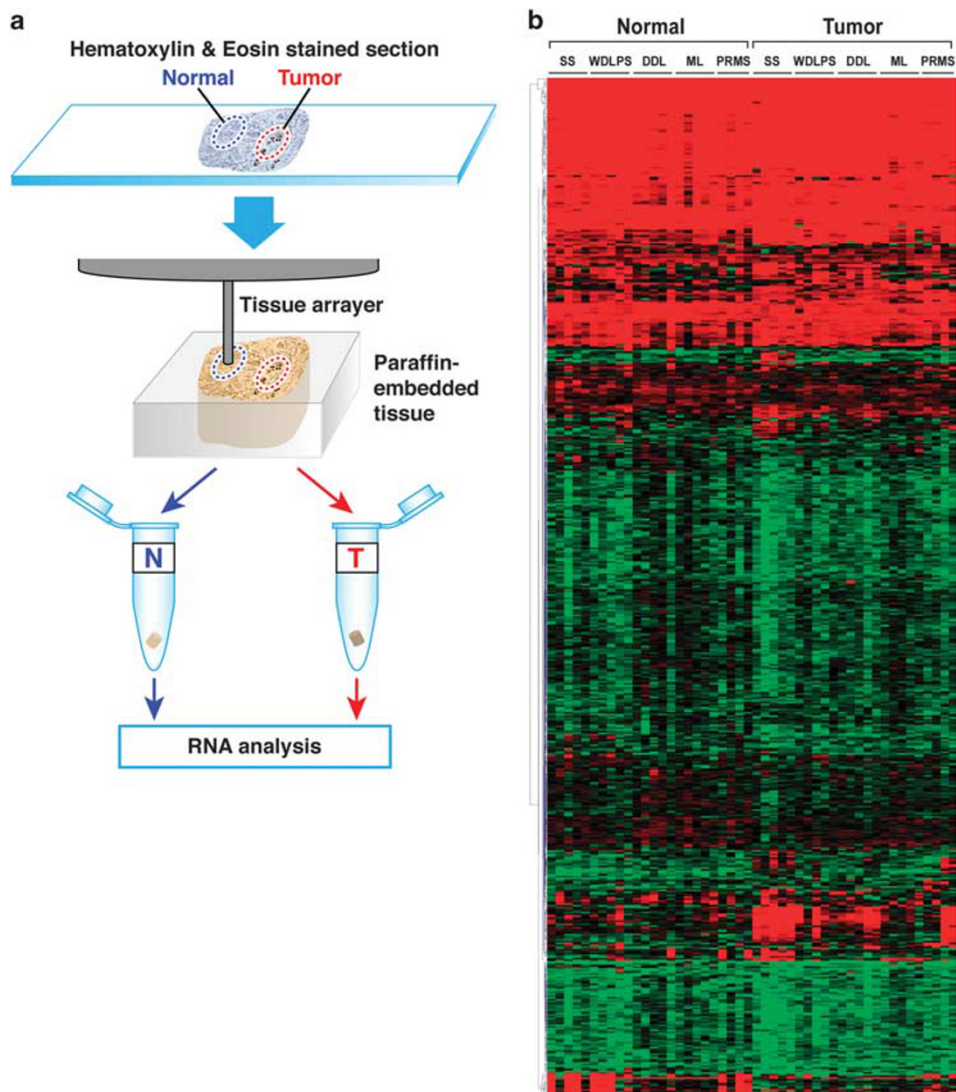 a
Hematoxylin & Eosin stained section
Normal
Tumor
Tissue arrayer
Paraffin-
embedded
tissue
N
T
RNA analysis
b
Normal
Tumor
SS WDLPS DDL ML PRMS SS WDLPS DDL ML PRMS